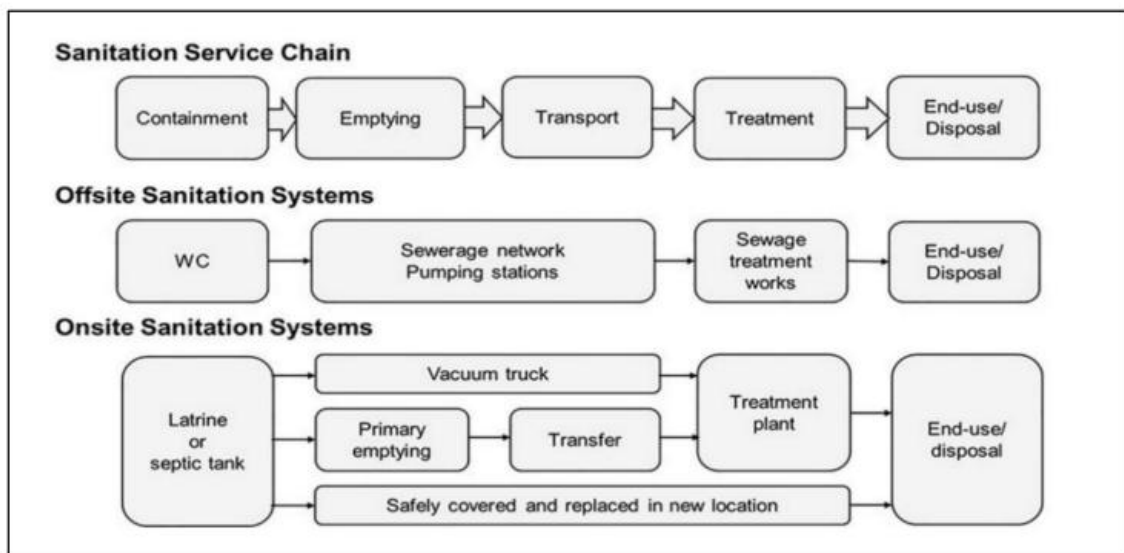 Sanitation Service Chain
Containment
Emptying
Transport
Treatment
End-use/
Disposal
Offsite Sanitation Systems
WC
Sewerage network
Pumping stations
Sewage
treatment
works
End-use/
Disposal
Onsite Sanitation Systems
Latrine
or
septic tank
Vacuum truck
Primary
emptying
Transfer
Treatment
plant
Safely covered and replaced in new location
End-use/
disposal